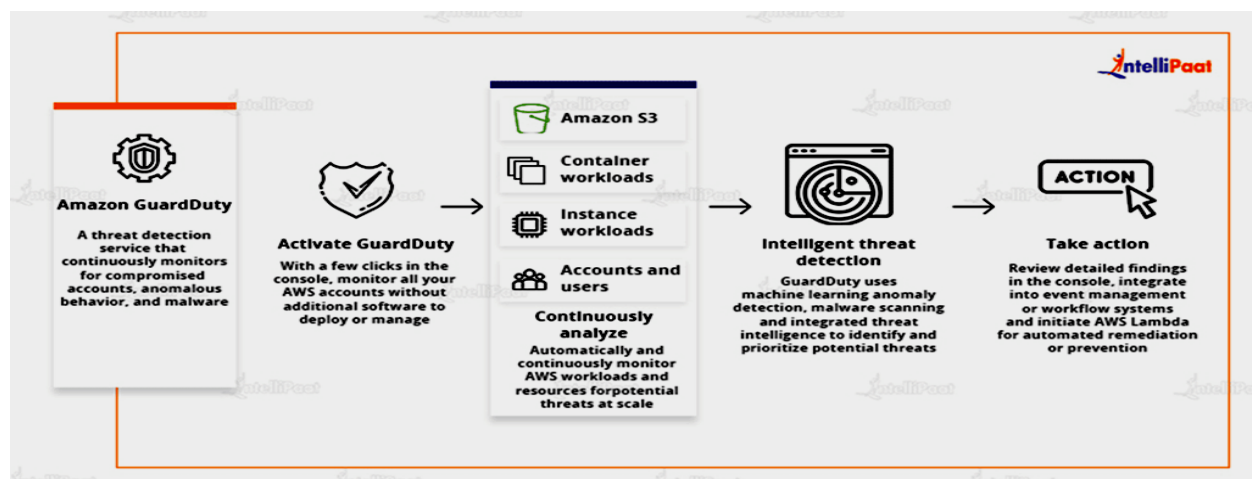 IntelliPaat
Amazon GuardDuty
A threat detection
service that
continuously monitors
for compromised
accounts, anomalous
behavior, and malware
Activate GuardDuty
With a few clicks in the
console, monitor all your
AWS accounts without
additional software to
deploy or manage
Amazon S3
Container
workloads
Instance
workloads
Accounts and
users
Continuously
analyze
Automatically and
continuously monitor
AWS workloads and
resources forpotential
threats at scale
Intelligent threat
detection
GuardDuty uses
machine learning anomaly
detection, malware scanning
and integrated threat
intelligence to identify and
prioritize potential threats
ACTION
Take action
Review detailed findings
in the console, integrate
into event management
or workflow systems
and initiate AWS Lambda
for automated remediation
or prevention